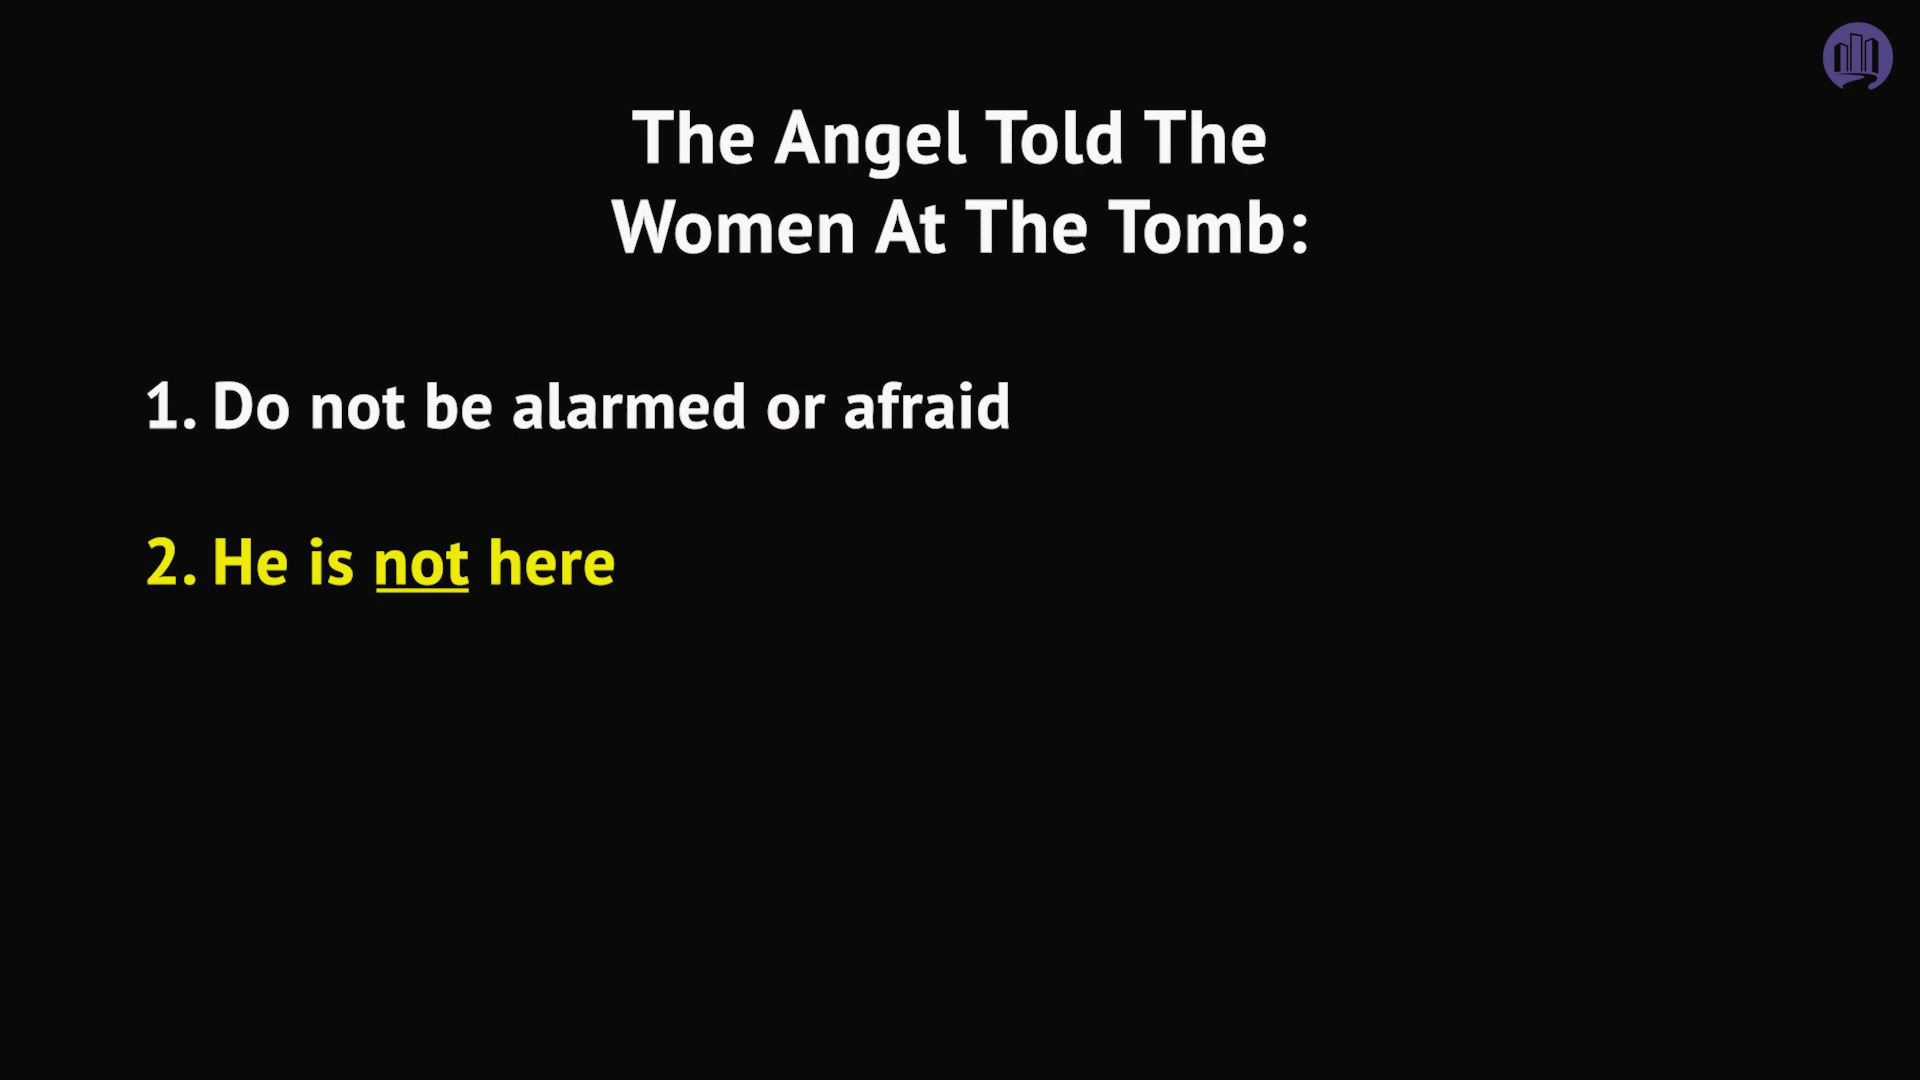 The Angel Told The
Women At The Tomb:
1. Do not be alarmed or afraid
2. He is not here